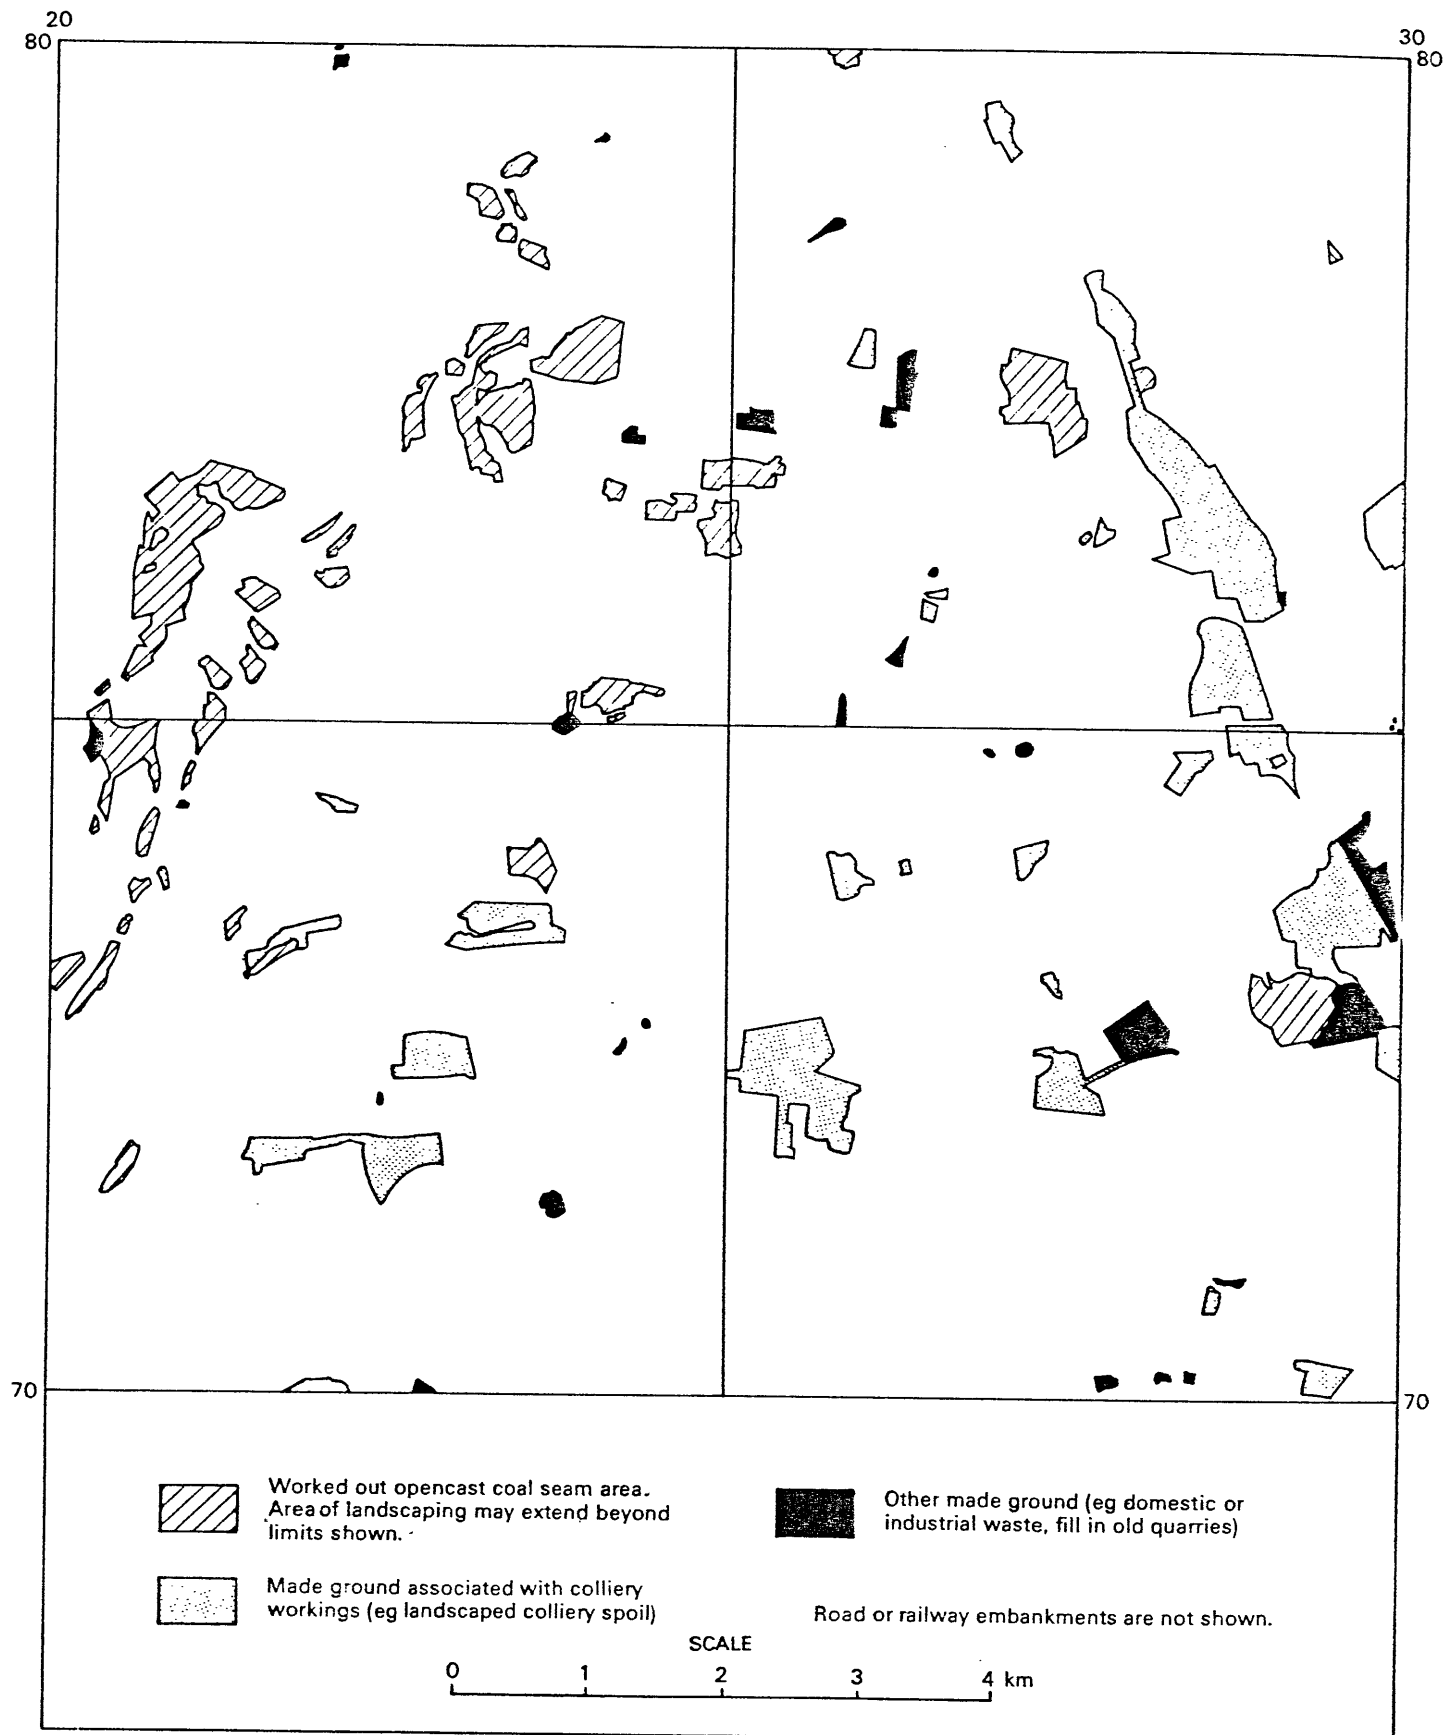 20
30
80
80
70
70
Worked out opencast coal seam area.
Area of landscaping may extend beyond
limits shown.
Other made ground (eg domestic or
industrial waste, fill in old quarries)
Made ground associated with colliery
workings (eg landscaped colliery spoil)
Road or railway embankments are not shown.
SCALE
0 1 2 3 4 km